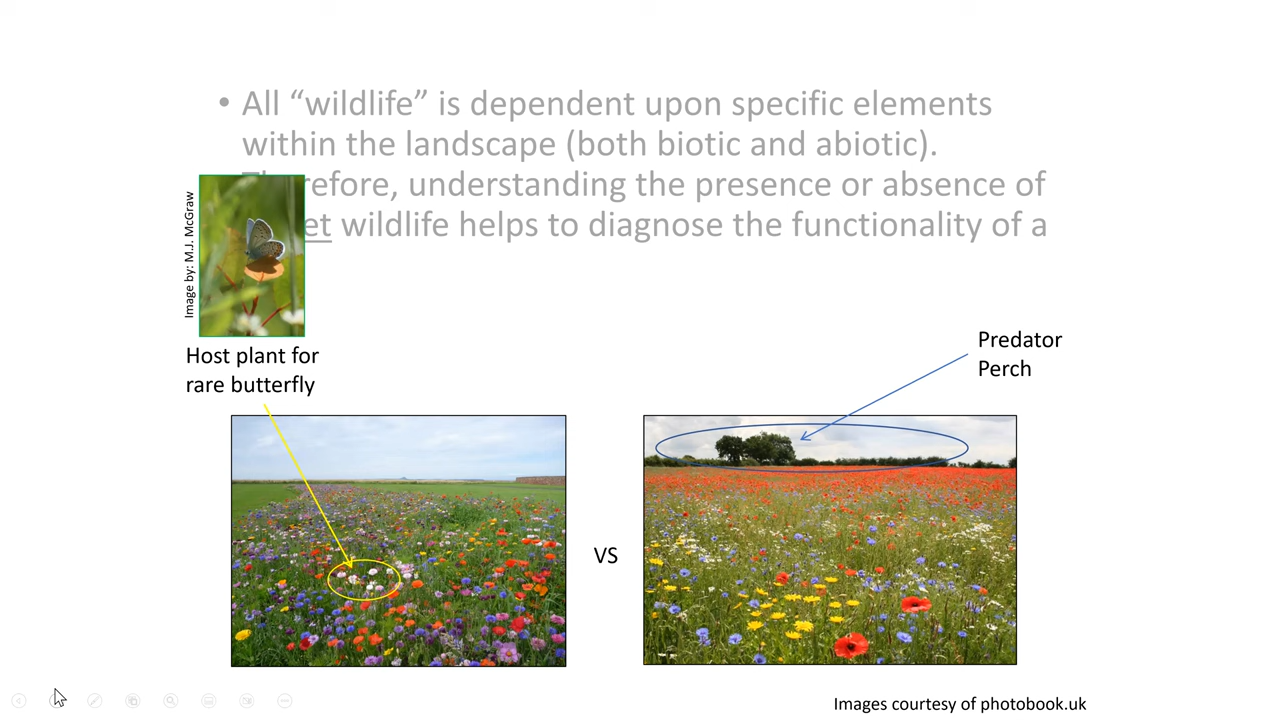 • All “wildlife” is dependent upon specific elements
within the landscape (both biotic and abiotic).
refore, understanding the presence or absence of
et wildlife helps to diagnose the functionality of a
Image by: M.J. McGraw
Host plant for
rare butterfly
Predator
Perch
VS
Images courtesy of photobook.uk